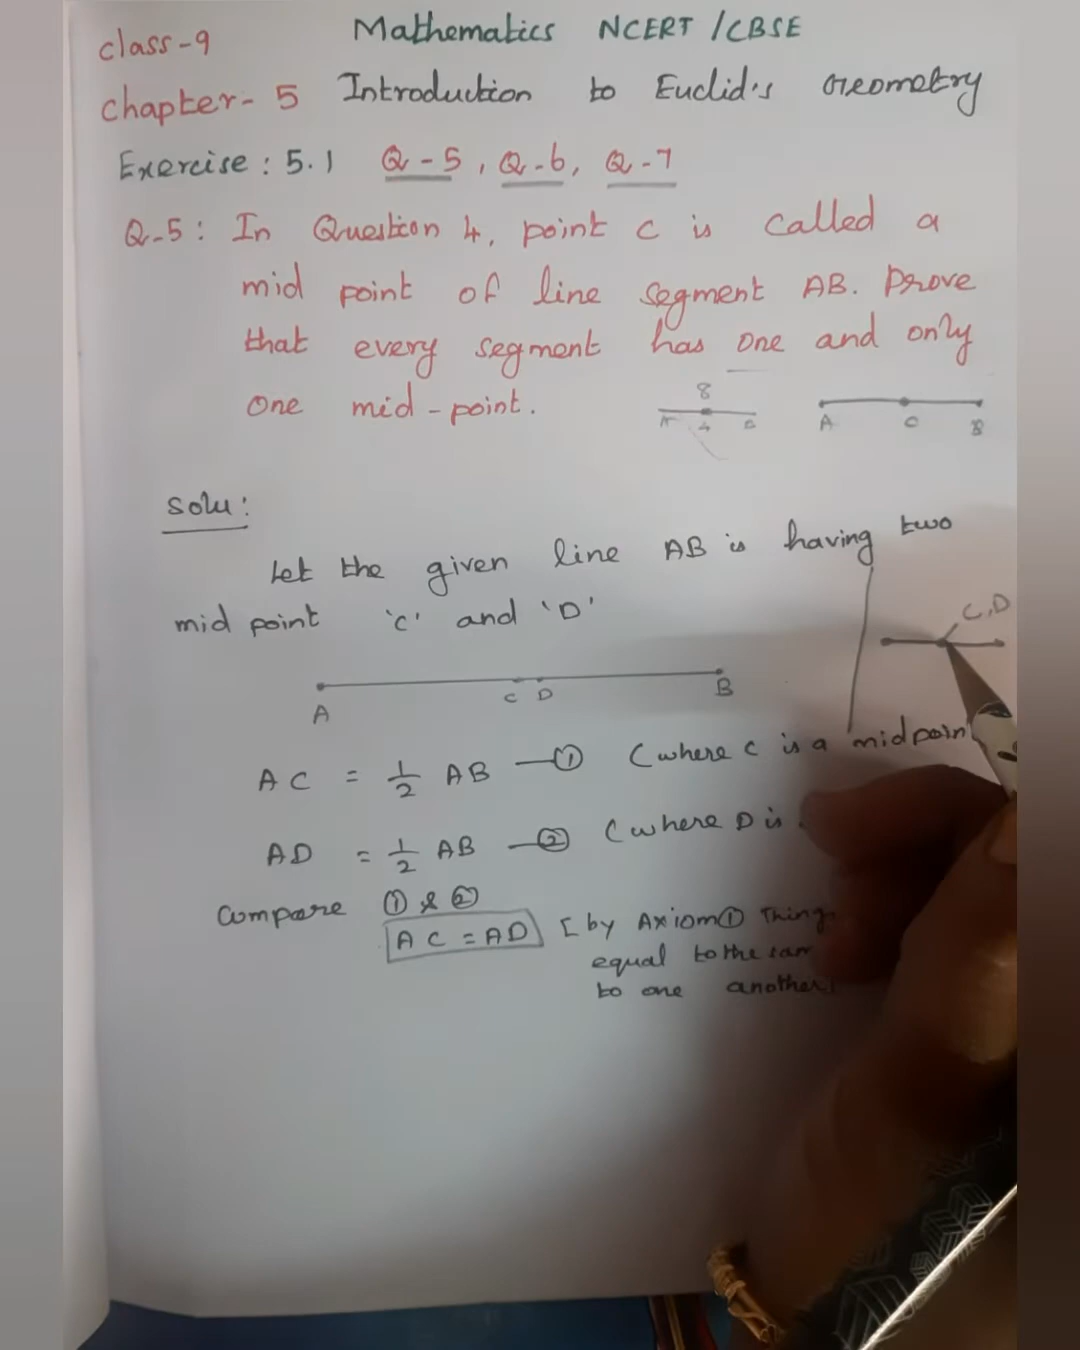 class-9 Mathematics NCERT /CBSE
chapter- 5 Introduction to Euclid's Geometry
Exercise: 5.1 Q-5, Q-6, Q-7
Q-5: In Question 4, point C is called a
mid point of line segment AB. Prove
that every segment has one and only
one mid-point.
8
A 4 B
A C B
Solu:
Let the given line AB is having two
mid point 'C' and 'D'
C,D
A C D B
AC = 1/2 AB —① (where C is a midpoin
AD = 1/2 AB —② (where D is
Compare ① & ②
AC = AD [by Axiom① Thing
equal to the sam
to one another